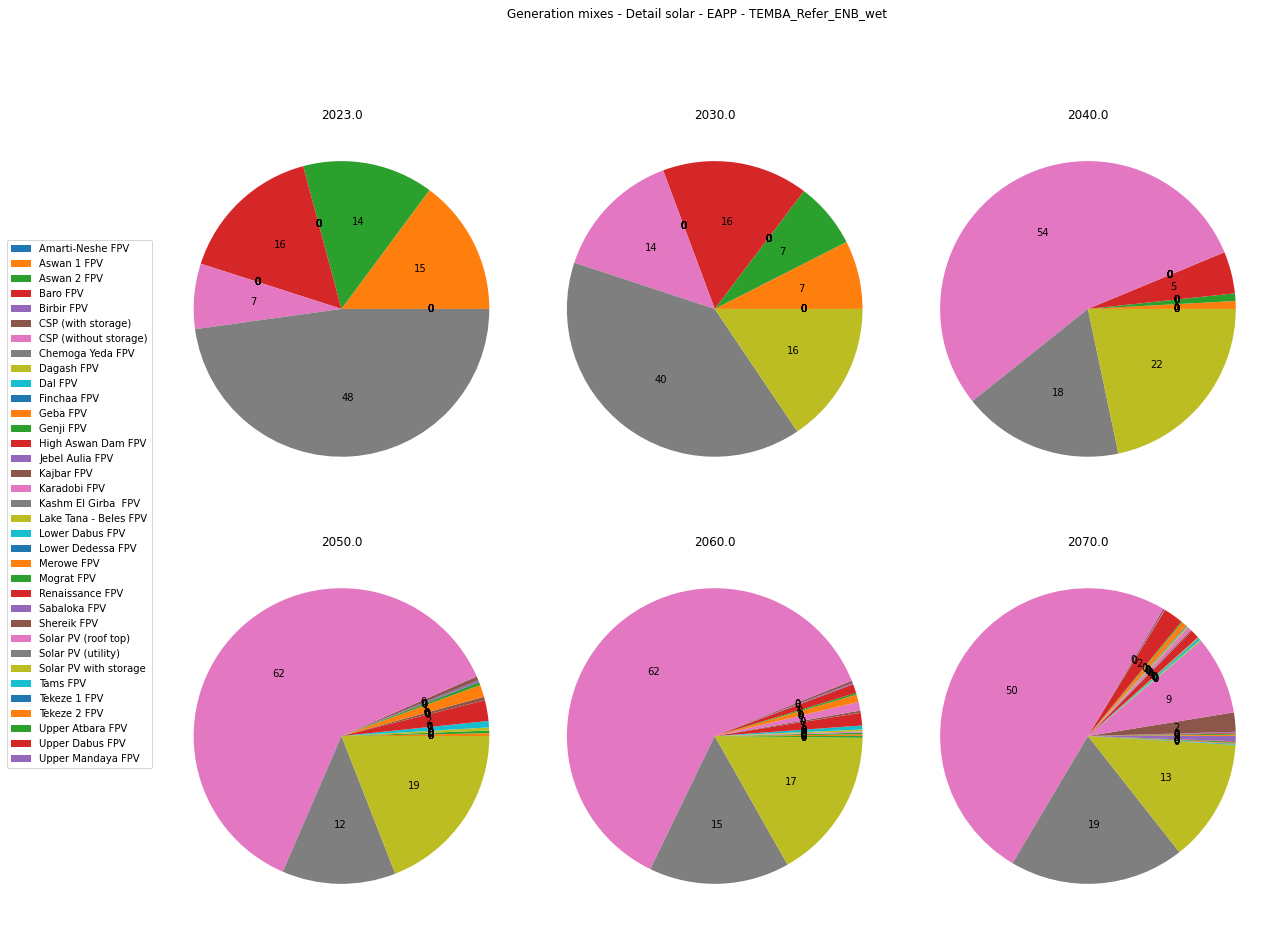 Generation mixes - Detail solar - EAPP - TEMBA_Refer_ENB_wet
2023.0
2030.0
2040.0
14
16
15
7
48
0
0
0
16
14
7
7
40
16
0
0
0
54
5
18
22
0
0
0
Amarti-Neshe FPV
Aswan 1 FPV
Aswan 2 FPV
Baro FPV
Birbir FPV
CSP (with storage)
CSP (without storage)
Chemoga Yeda FPV
Dagash FPV
Dal FPV
Finchaa FPV
Geba FPV
Genji FPV
High Aswan Dam FPV
Jebel Aulia FPV
Kajbar FPV
Karadobi FPV
Kashm El Girba  FPV
Lake Tana - Beles FPV
Lower Dabus FPV
Lower Dedessa FPV
Merowe FPV
Mograt FPV
Renaissance FPV
Sabaloka FPV
Shereik FPV
Solar PV (roof top)
Solar PV (utility)
Solar PV with storage
Tams FPV
Tekeze 1 FPV
Tekeze 2 FPV
Upper Atbara FPV
Upper Dabus FPV
Upper Mandaya FPV
2050.0
2060.0
2070.0
62
19
12
62
17
15
50
2
9
2
13
19